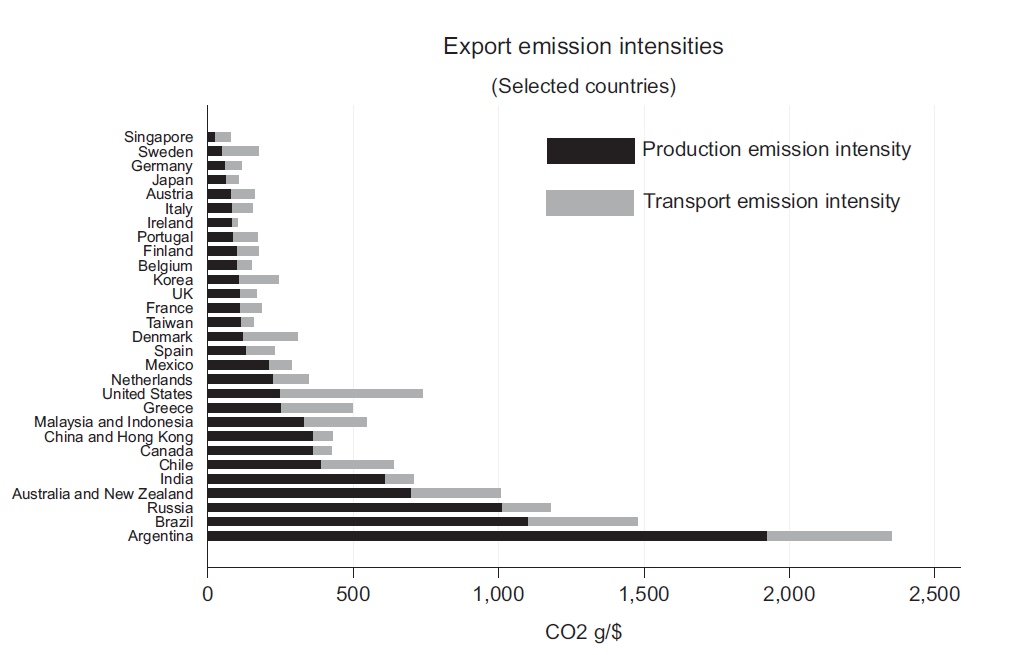 Export emission intensities
(Selected countries)
Production emission intensity
Transport emission intensity
Singapore
Sweden
Germany
Japan
Austria
Italy
Ireland
Portugal
Finland
Belgium
Korea
UK
France
Taiwan
Denmark
Spain
Mexico
Netherlands
United States
Greece
Malaysia and Indonesia
China and Hong Kong
Canada
Chile
India
Australia and New Zealand
Russia
Brazil
Argentina
0 500 1,000 1,500 2,000 2,500
CO2 g/$